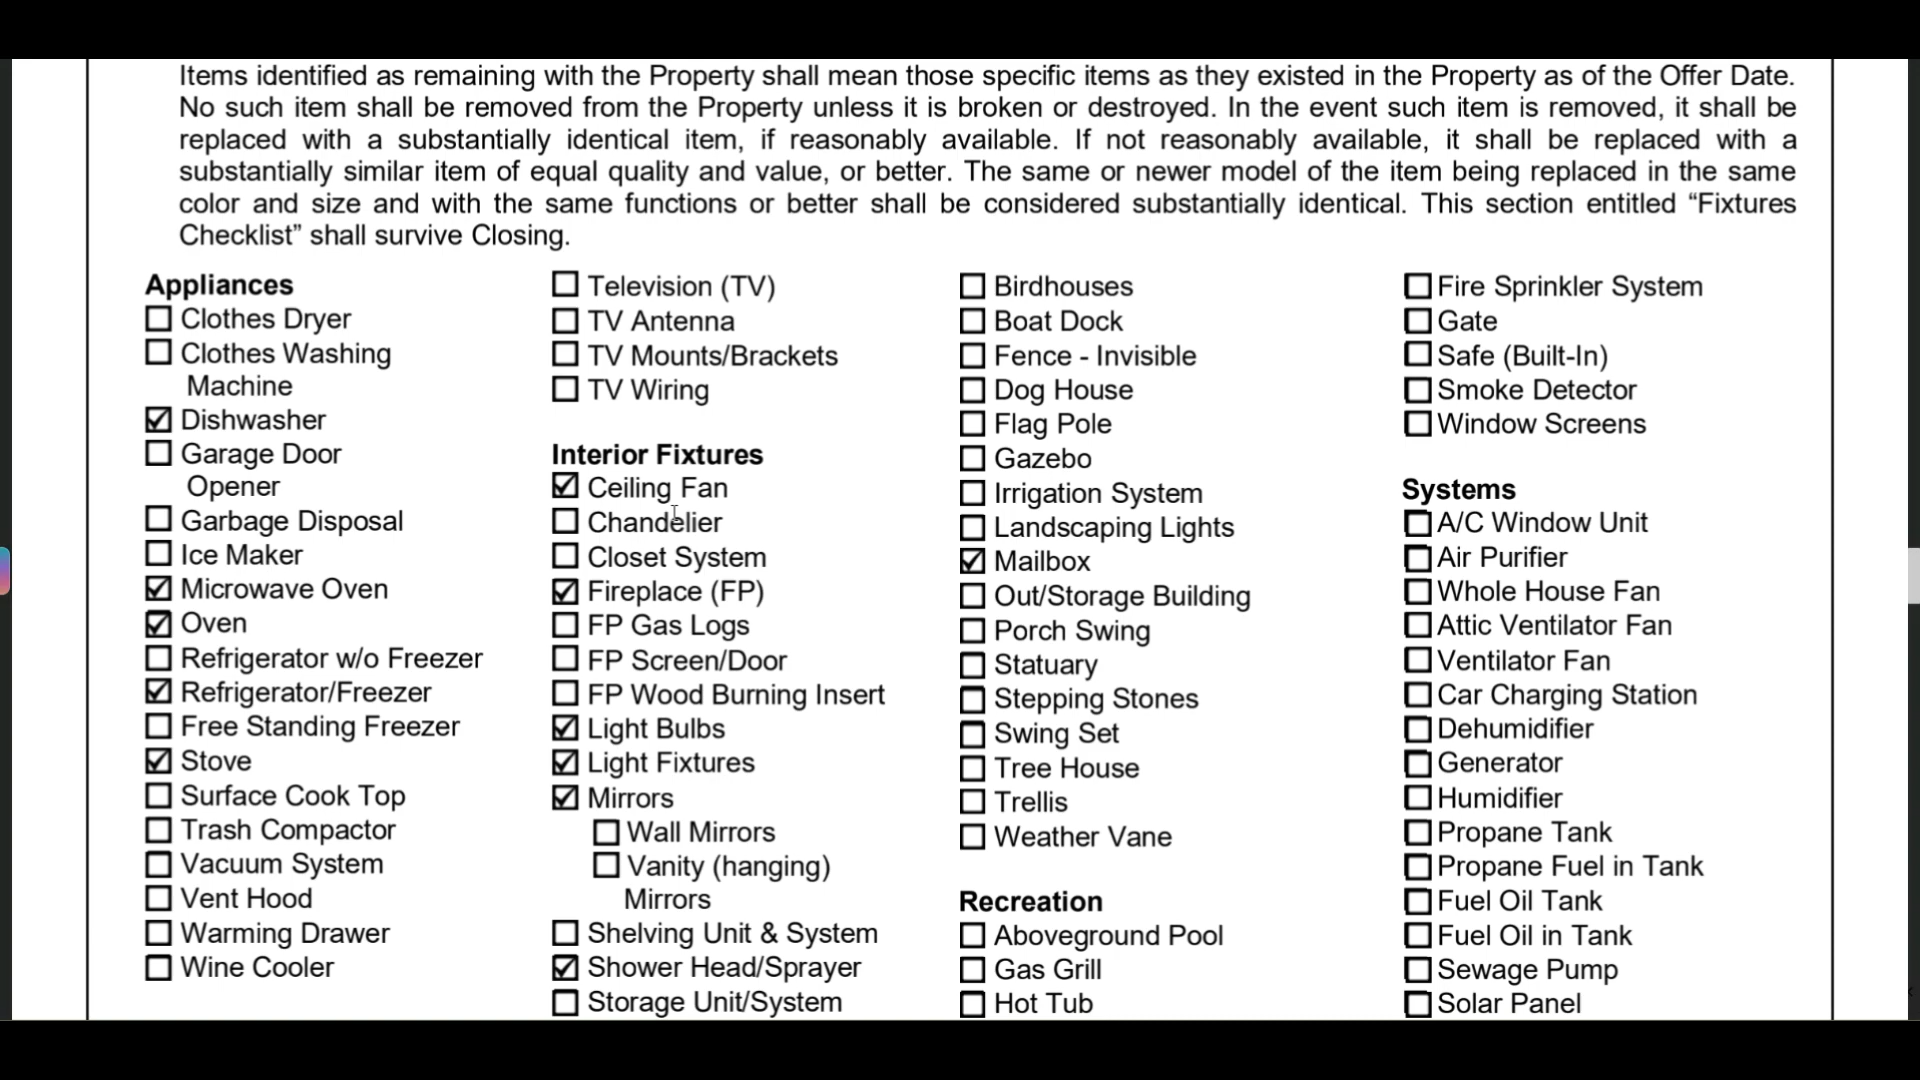 Items identified as remaining with the Property shall mean those specific items as they existed in the Property as of the Offer Date.
No such item shall be removed from the Property unless it is broken or destroyed. In the event such item is removed, it shall be
replaced with a substantially identical item, if reasonably available. If not reasonably available, it shall be replaced with a
substantially similar item of equal quality and value, or better. The same or newer model of the item being replaced in the same
color and size and with the same functions or better shall be considered substantially identical. This section entitled “Fixtures
Checklist” shall survive Closing.
Appliances
Clothes Dryer
Clothes Washing
Machine
Dishwasher
Garage Door
Opener
Garbage Disposal
Ice Maker
Microwave Oven
Oven
Refrigerator w/o Freezer
Refrigerator/Freezer
Free Standing Freezer
Stove
Surface Cook Top
Trash Compactor
Vacuum System
Vent Hood
Warming Drawer
Wine Cooler
Television (TV)
TV Antenna
TV Mounts/Brackets
TV Wiring
Interior Fixtures
Ceiling Fan
Chandelier
Closet System
Fireplace (FP)
FP Gas Logs
FP Screen/Door
FP Wood Burning Insert
Light Bulbs
Light Fixtures
Mirrors
Wall Mirrors
Vanity (hanging)
Mirrors
Shelving Unit & System
Shower Head/Sprayer
Storage Unit/System
Birdhouses
Boat Dock
Fence - Invisible
Dog House
Flag Pole
Gazebo
Irrigation System
Landscaping Lights
Mailbox
Out/Storage Building
Porch Swing
Statuary
Stepping Stones
Swing Set
Tree House
Trellis
Weather Vane
Recreation
Aboveground Pool
Gas Grill
Hot Tub
Fire Sprinkler System
Gate
Safe (Built-In)
Smoke Detector
Window Screens
Systems
A/C Window Unit
Air Purifier
Whole House Fan
Attic Ventilator Fan
Ventilator Fan
Car Charging Station
Dehumidifier
Generator
Humidifier
Propane Tank
Propane Fuel in Tank
Fuel Oil Tank
Fuel Oil in Tank
Sewage Pump
Solar Panel